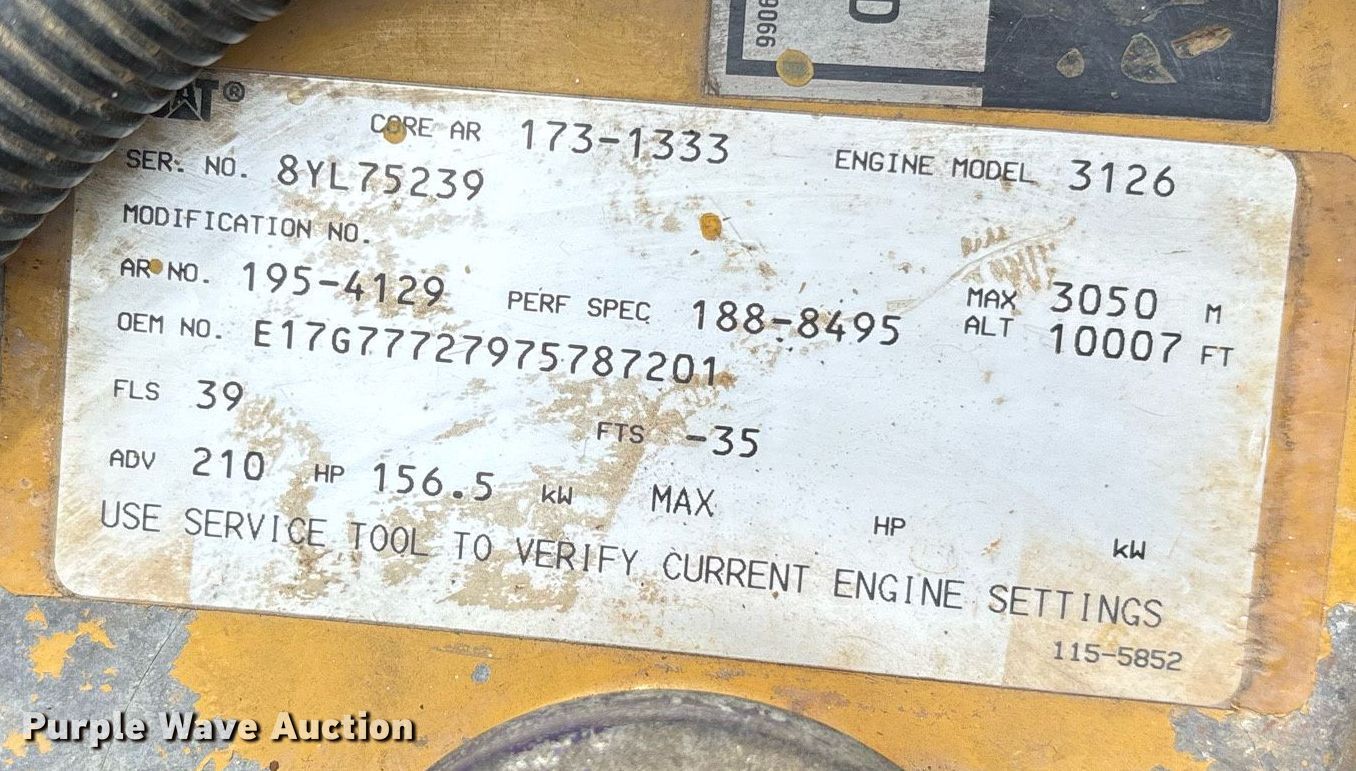 9906
D
CAT®
CORE AR 173-1333
ENGINE MODEL 3126
SER. NO. 8YL75239
MODIFICATION NO.
AR NO. 195-4129 PERF SPEC 188-8495 MAX ALT 3050 M 10007 FT
OEM NO. E17G77727975787201
FLS 39 FTS -35
ADV 210 HP 156.5 kW MAX HP kW
USE SERVICE TOOL TO VERIFY CURRENT ENGINE SETTINGS
115-5852
Purple Wave Auction